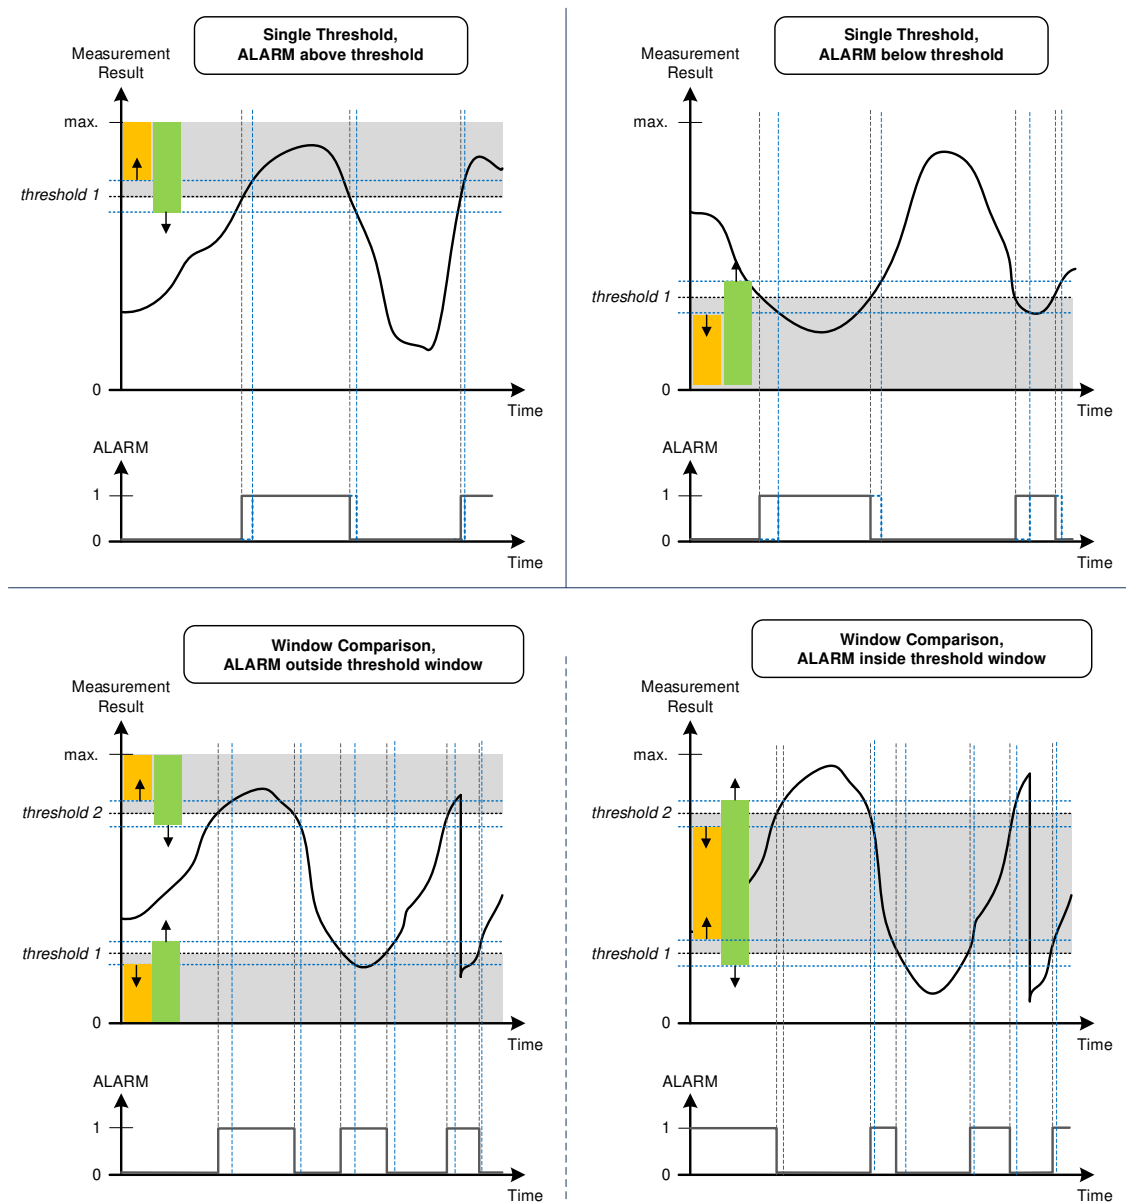 Single Threshold,
ALARM above threshold
Measurement
Result
max.
threshold 1
0
Time
ALARM
1
0
Time
Single Threshold,
ALARM below threshold
Measurement
Result
max.
threshold 1
0
Time
ALARM
1
0
Time
Window Comparison,
ALARM outside threshold window
Measurement
Result
max.
threshold 2
threshold 1
0
Time
ALARM
1
0
Time
Window Comparison,
ALARM inside threshold window
Measurement
Result
max.
threshold 2
threshold 1
0
Time
ALARM
1
0
Time